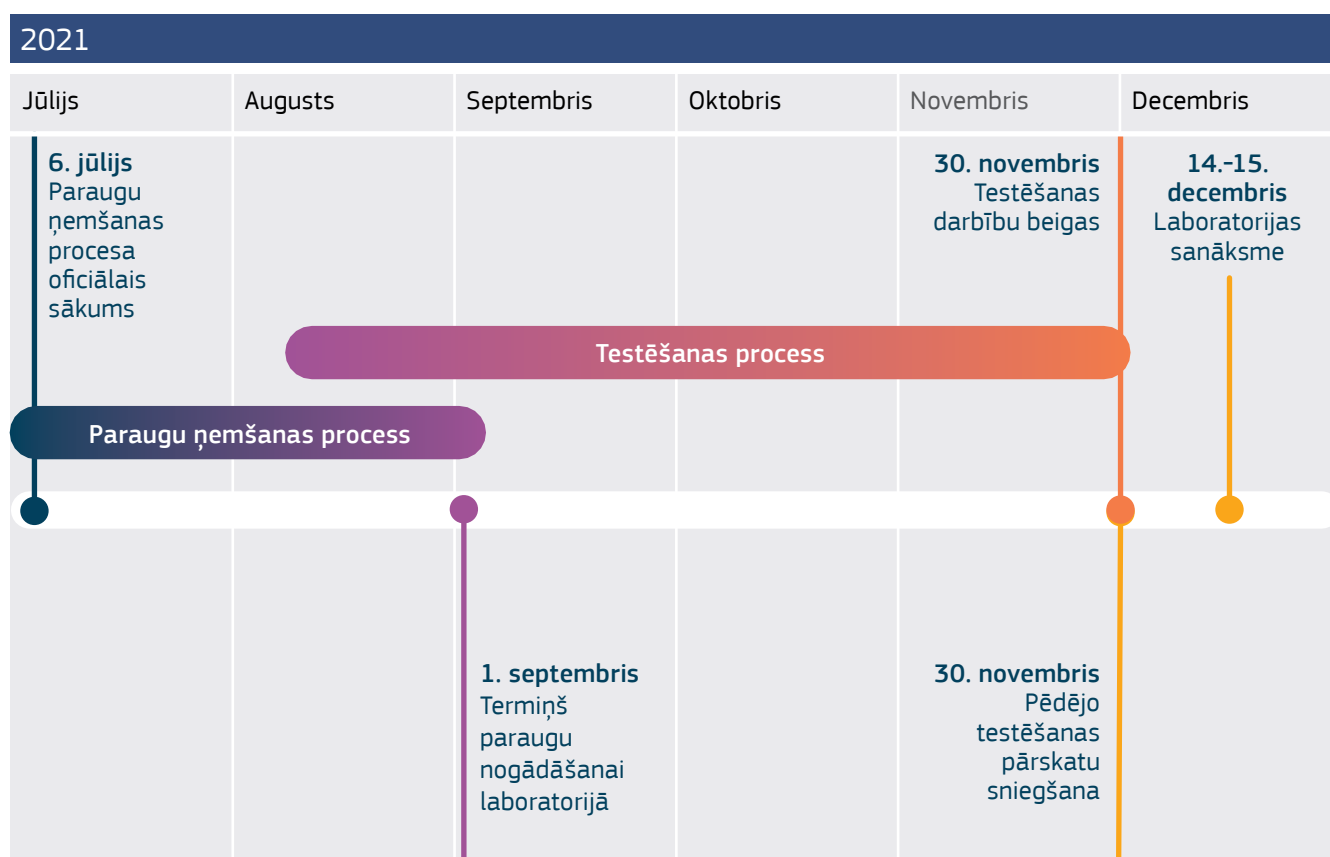 2021
Jūlijs
Augusts
Septembris
Oktobris
Novembris
Decembris
6. jūlijs
Paraugu
ņemšanas
procesa
oficiālais
sākums
30. novembris
Testēšanas
darbību beigas
14.-15.
decembris
Laboratorijas
sanāksme
Testēšanas process
Paraugu ņemšanas process
1. septembris
Termiņš
paraugu
nogādāšanai
laboratorijā
30. novembris
Pēdējo
testēšanas
pārskatu
sniegšana